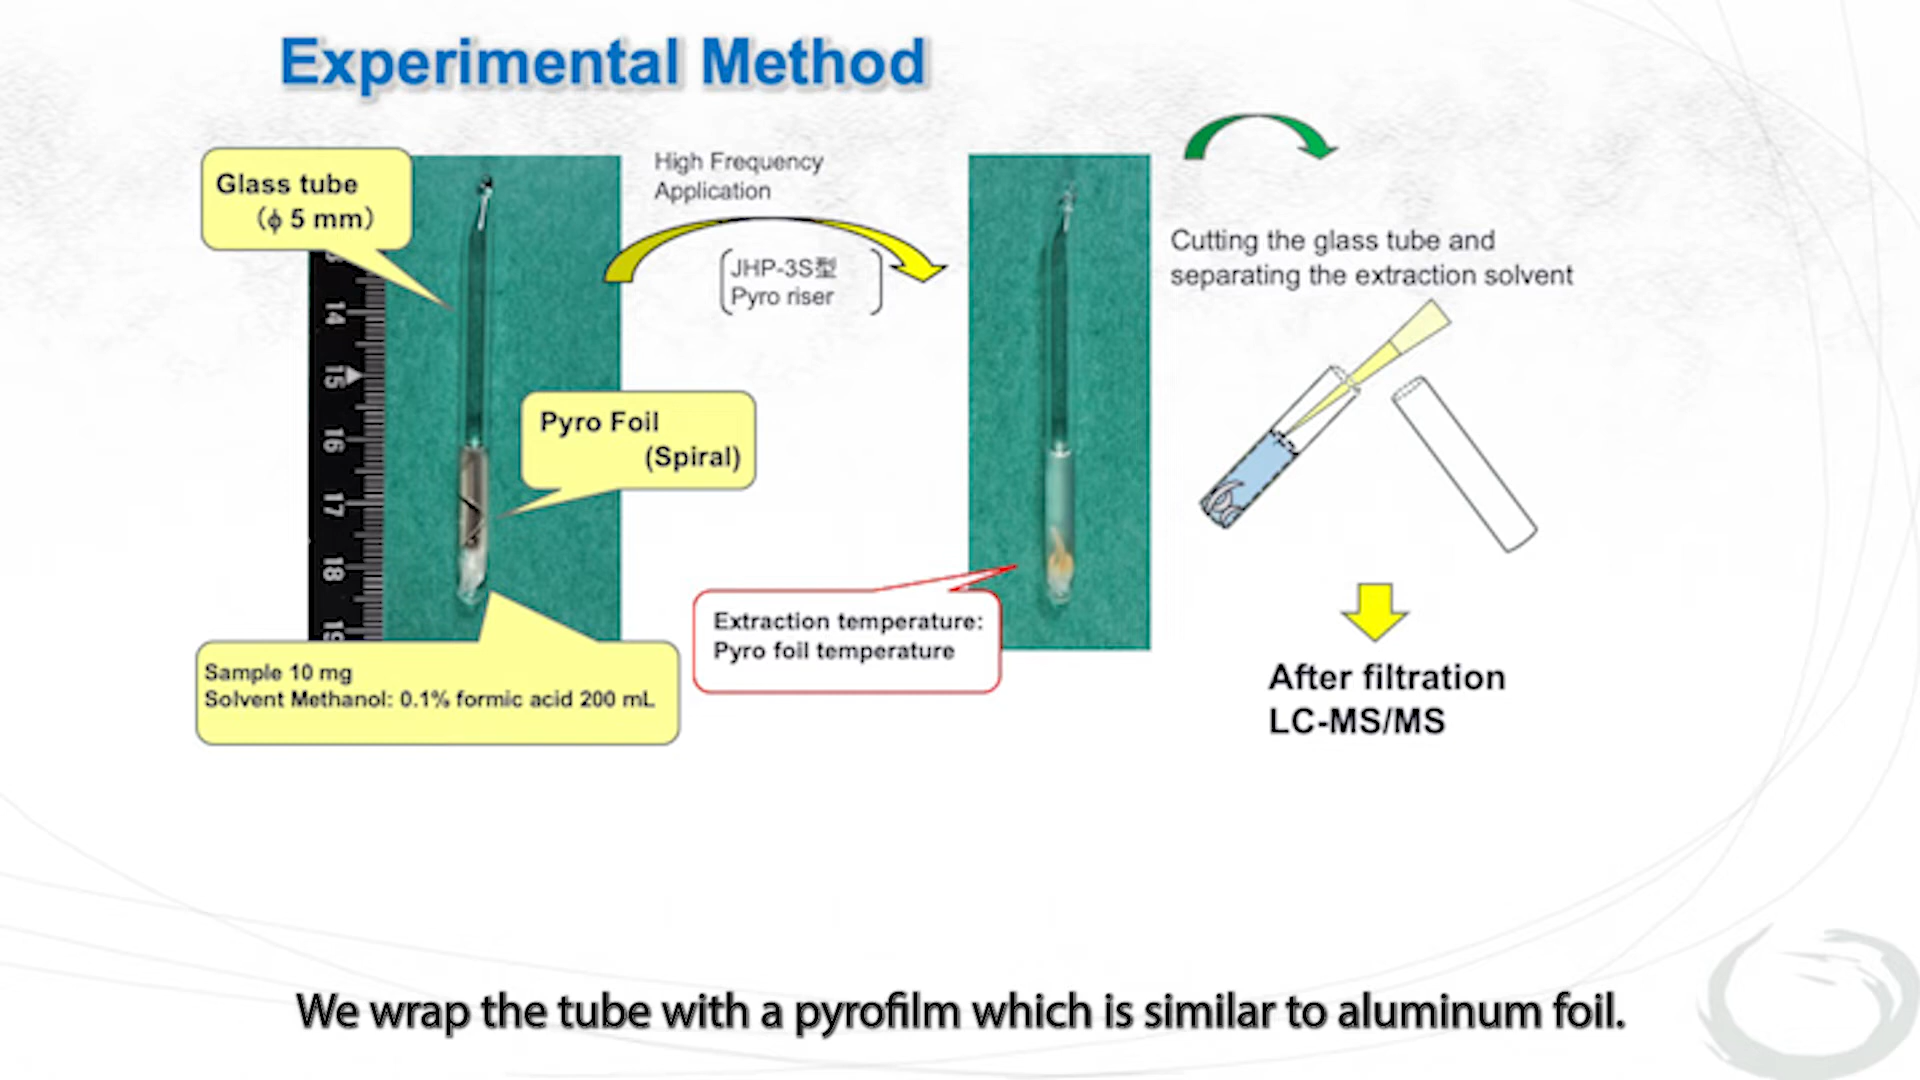 Experimental Method
Glass tube
(ϕ 5 mm)
High Frequency
Application
JHP-3S型
Pyro riser
Cutting the glass tube and
separating the extraction solvent
14
15
16
17
18
19
Pyro Foil
(Spiral)
Extraction temperature:
Pyro foil temperature
Sample 10 mg
Solvent Methanol: 0.1% formic acid 200 mL
After filtration
LC-MS/MS
We wrap the tube with a pyrofilm which is similar to aluminum foil.